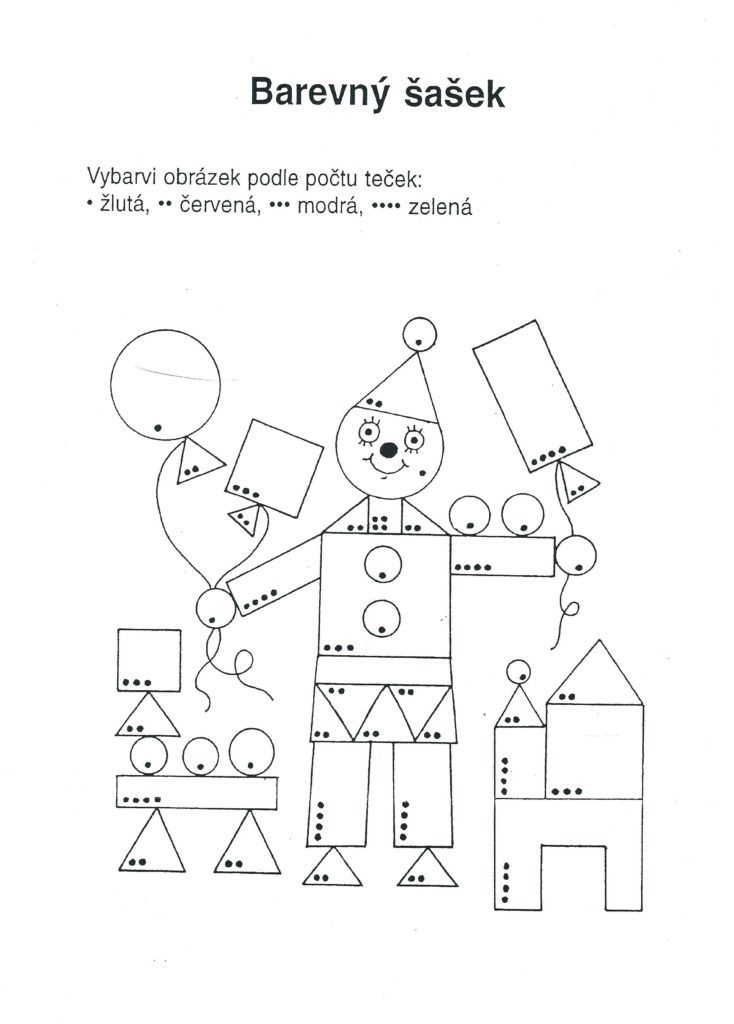 Barevný šašek
Vybarvi obrázek podle počtu teček:
• žlutá, •• červená, ••• modrá, •••• zelená